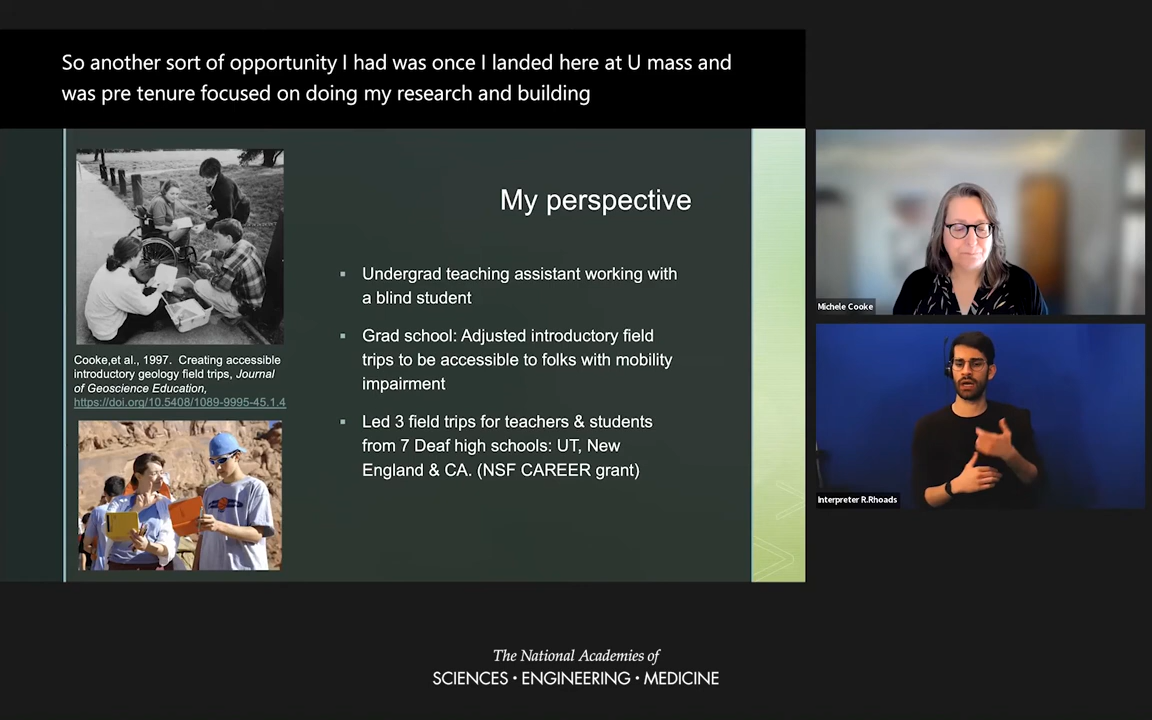 So another sort of opportunity I had was once I landed here at U mass and
was pre tenure focused on doing my research and building
My perspective
▪ Undergrad teaching assistant working with
a blind student
▪ Grad school: Adjusted introductory field
trips to be accessible to folks with mobility
impairment
▪ Led 3 field trips for teachers & students
from 7 Deaf high schools: UT, New
England & CA. (NSF CAREER grant)
Cooke,et al., 1997. Creating accessible
introductory geology field trips, Journal
of Geoscience Education,
https://doi.org/10.5408/1089-9995-45.1.4
Michele Cooke
Interpreter R.Rhoads
The National Academies of
SCIENCES • ENGINEERING • MEDICINE